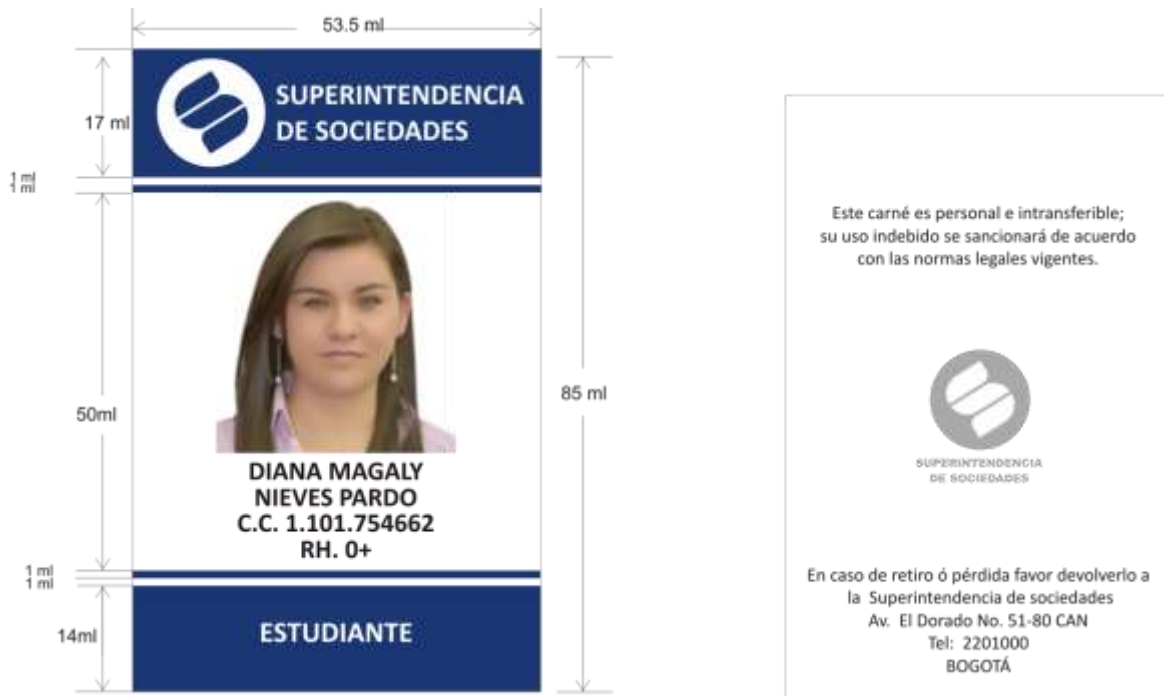 53.5 ml
SUPERINTENDENCIA
DE SOCIEDADES
17 ml
1 ml
1 ml
85 ml
50ml
DIANA MAGALY
NIEVES PARDO
C.C. 1.101.754662
RH. 0+
1 ml
1 ml
14ml
ESTUDIANTE
Este carné es personal e intransferible;
su uso indebido se sancionará de acuerdo
con las normas legales vigentes.
SUPERINTENDENCIA
DE SOCIEDADES
En caso de retiro ó pérdida favor devolverlo a
la Superintendencia de sociedades
Av. El Dorado No. 51-80 CAN
Tel: 2201000
BOGOTÁ